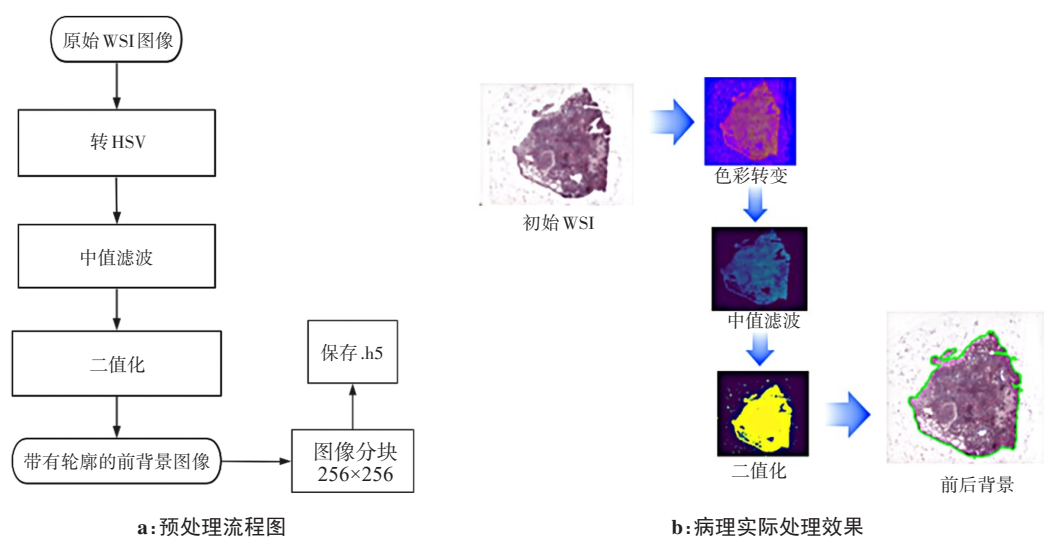 原始WSI图像
转HSV
中值滤波
二值化
带有轮廓的前背景图像
保存.h5
图像分块
256×256
a:预处理流程图
初始WSI
色彩转变
中值滤波
二值化
前后背景
b:病理实际处理效果